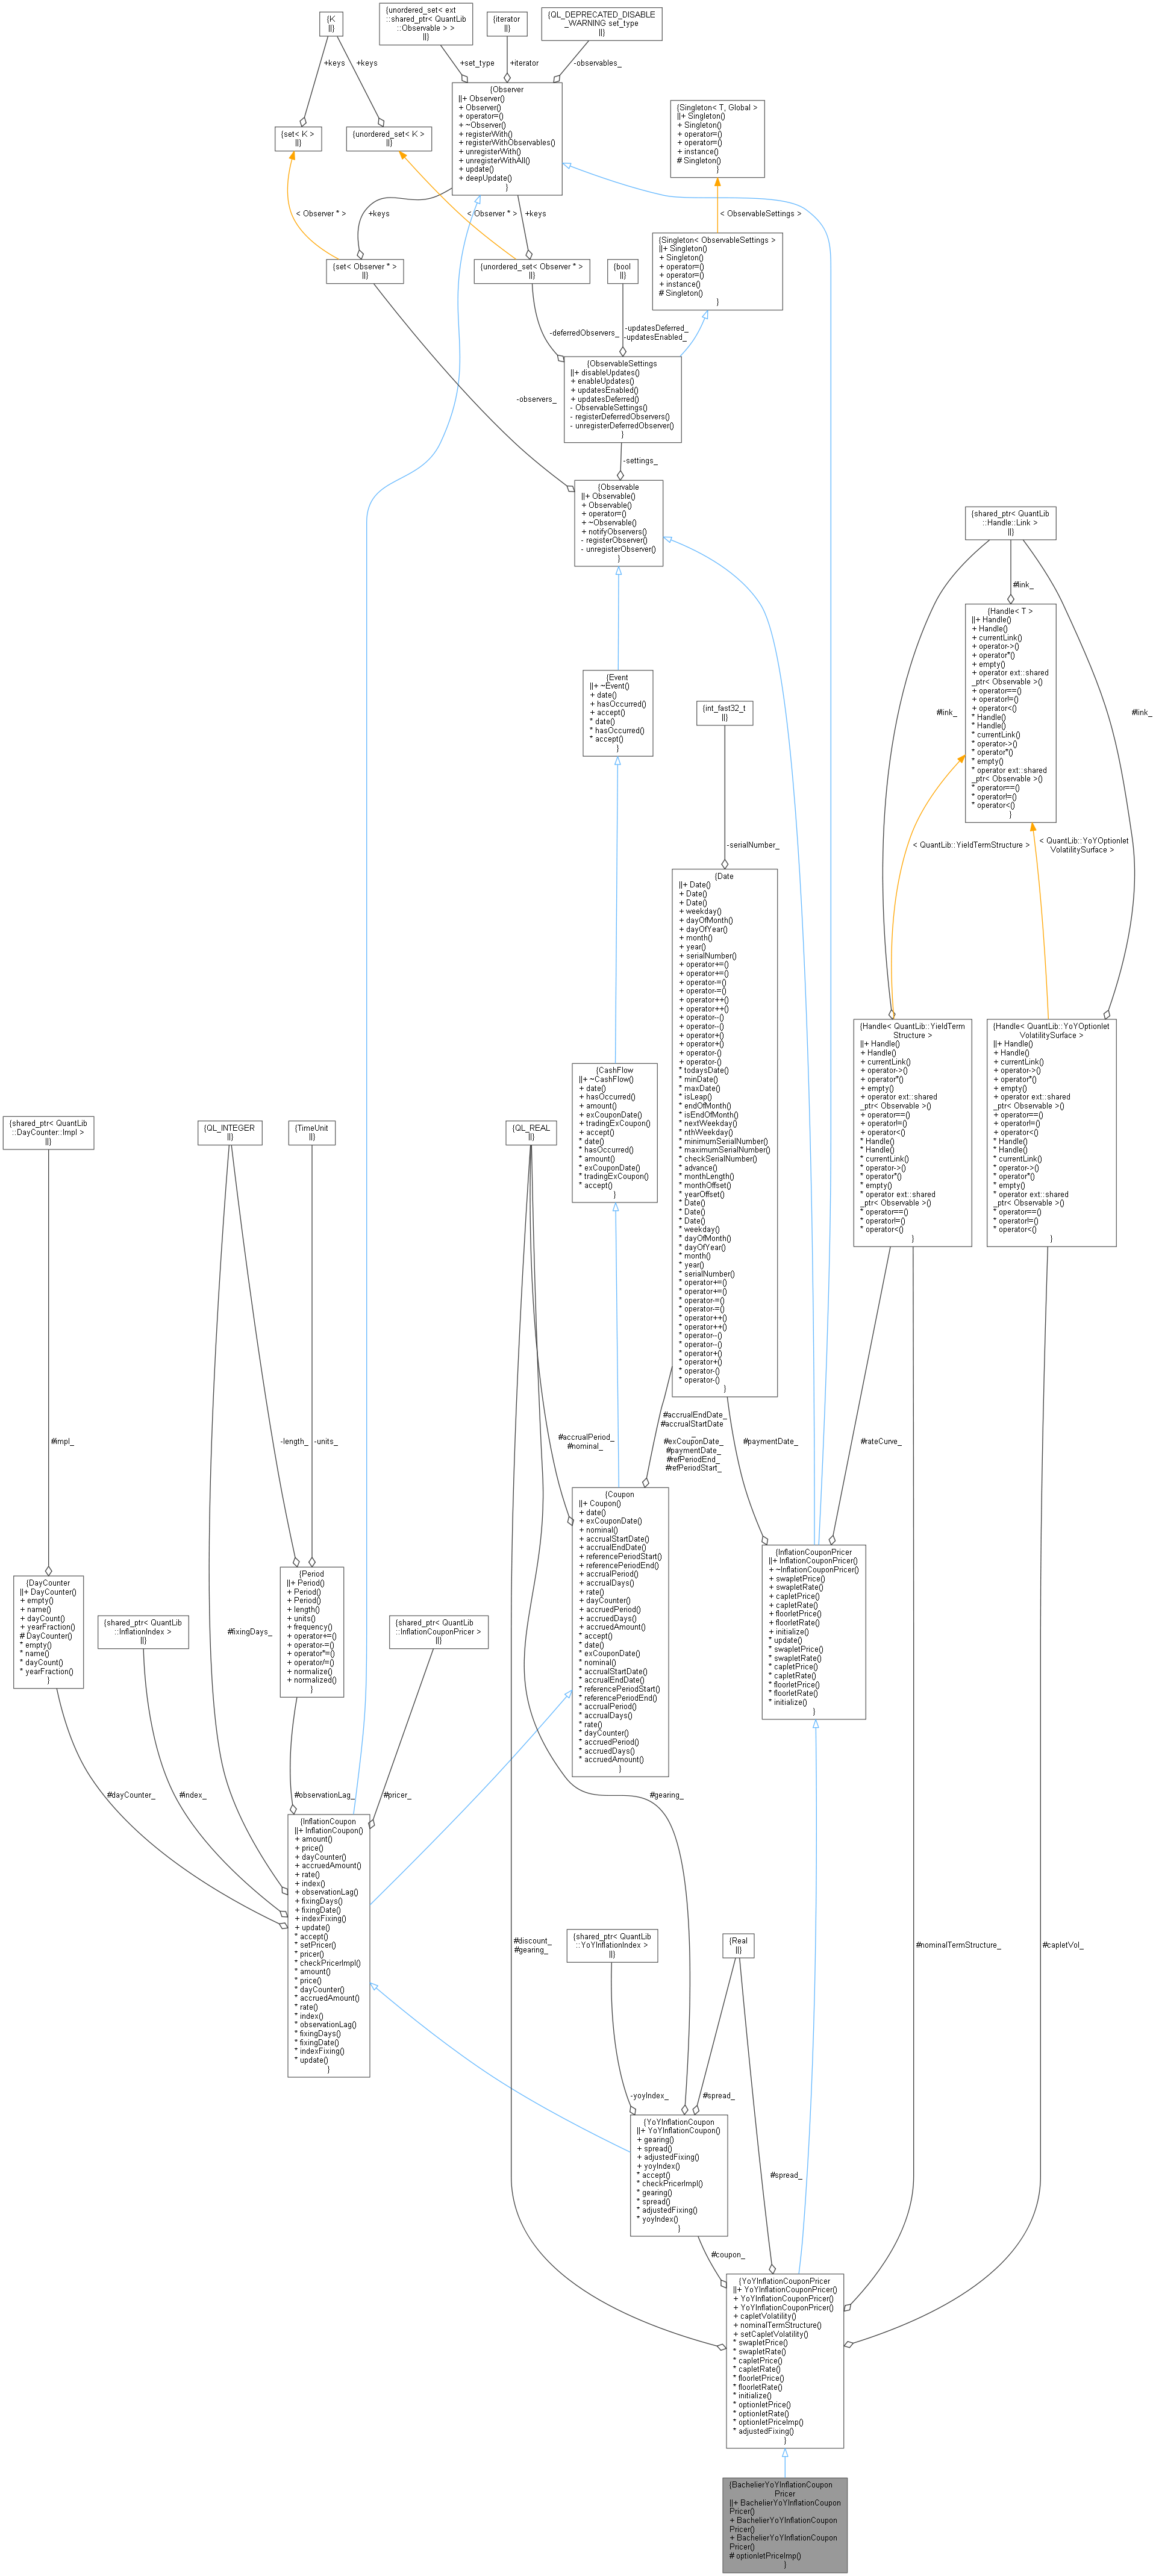 {K
||}
{unordered_set< ext
::shared_ptr< QuantLib
::Observable > >
||}
{iterator
||}
{QL_DEPRECATED_DISABLE
_WARNING set_type
||}
+keys
+keys
+set_type
+iterator
-observables_
{set< K >
||}
{unordered_set< K >
||}
{Observer
||+ Observer()
+ Observer()
+ operator=()
+ ~Observer()
+ registerWith()
+ registerWithObservables()
+ unregisterWith()
+ unregisterWithAll()
+ update()
+ deepUpdate()
}
{Singleton< T, Global >
||+ Singleton()
+ Singleton()
+ operator=()
+ operator=()
+ instance()
# Singleton()
}
< Observer * >
+keys
< Observer * >
+keys
< ObservableSettings >
{set< Observer * >
||}
{unordered_set< Observer * >
||}
{bool
||}
{Singleton< ObservableSettings >
||+ Singleton()
+ Singleton()
+ operator=()
+ operator=()
+ instance()
# Singleton()
}
-deferredObservers_
-updatesDeferred_
-updatesEnabled_
{ObservableSettings
||+ disableUpdates()
+ enableUpdates()
+ updatesEnabled()
+ updatesDeferred()
- ObservableSettings()
- registerDeferredObservers()
- unregisterDeferredObserver()
}
-observers_
-settings_
{Observable
||+ Observable()
+ Observable()
+ operator=()
+ ~Observable()
+ notifyObservers()
- registerObserver()
- unregisterObserver()
}
{shared_ptr< QuantLib
::Handle::Link >
||}
#link_
{Handle< T >
||+ Handle()
+ Handle()
+ currentLink()
+ operator->()
+ operator*()
+ empty()
+ operator ext::shared
_ptr< Observable >()
+ operator==()
+ operator!=()
+ operator<()
* Handle()
* Handle()
* currentLink()
* operator->()
* operator*()
* empty()
* operator ext::shared
_ptr< Observable >()
* operator==()
* operator!=()
* operator<()
}
{Event
||+ ~Event()
+ date()
+ hasOccurred()
+ accept()
* date()
* hasOccurred()
* accept()
}
{int_fast32_t
||}
#link_
#link_
-serialNumber_
< QuantLib::YieldTermStructure >
< QuantLib::YoYOptionlet
VolatilitySurface >
{Date
||+ Date()
+ Date()
+ Date()
+ weekday()
+ dayOfMonth()
+ dayOfYear()
+ month()
+ year()
+ serialNumber()
+ operator+=()
+ operator+=()
+ operator-=()
+ operator-=()
+ operator++()
+ operator++()
+ operator--()
+ operator--()
+ operator+()
+ operator+()
+ operator-()
+ operator-()
* todaysDate()
* minDate()
* maxDate()
* isLeap()
* endOfMonth()
* isEndOfMonth()
* nextWeekday()
* nthWeekday()
* minimumSerialNumber()
* maximumSerialNumber()
* checkSerialNumber()
* advance()
* monthLength()
* monthOffset()
* yearOffset()
* Date()
* Date()
* Date()
* weekday()
* dayOfMonth()
* dayOfYear()
* month()
* year()
* serialNumber()
* operator+=()
* operator+=()
* operator-=()
* operator-=()
* operator++()
* operator++()
* operator--()
* operator--()
* operator+()
* operator+()
* operator-()
* operator-()
}
{CashFlow
||+ ~CashFlow()
+ date()
+ hasOccurred()
+ amount()
+ exCouponDate()
+ tradingExCoupon()
+ accept()
* date()
* hasOccurred()
* amount()
* exCouponDate()
* tradingExCoupon()
* accept()
}
{Handle< QuantLib::YieldTerm
Structure >
||+ Handle()
+ Handle()
+ currentLink()
+ operator->()
+ operator*()
+ empty()
+ operator ext::shared
_ptr< Observable >()
+ operator==()
+ operator!=()
+ operator<()
* Handle()
* Handle()
* currentLink()
* operator->()
* operator*()
* empty()
* operator ext::shared
_ptr< Observable >()
* operator==()
* operator!=()
* operator<()
}
{Handle< QuantLib::YoYOptionlet
VolatilitySurface >
||+ Handle()
+ Handle()
+ currentLink()
+ operator->()
+ operator*()
+ empty()
+ operator ext::shared
_ptr< Observable >()
+ operator==()
+ operator!=()
+ operator<()
* Handle()
* Handle()
* currentLink()
* operator->()
* operator*()
* empty()
* operator ext::shared
_ptr< Observable >()
* operator==()
* operator!=()
* operator<()
}
{shared_ptr< QuantLib
::DayCounter::Impl >
||}
{QL_INTEGER
||}
{TimeUnit
||}
{QL_REAL
||}
#impl_
-length_
-units_
#accrualPeriod_
#nominal_
#accrualEndDate_
#accrualStartDate
_
#exCouponDate_
#paymentDate_
#refPeriodEnd_
#refPeriodStart_
#paymentDate_
#rateCurve_
{Coupon
||+ Coupon()
+ date()
+ exCouponDate()
+ nominal()
+ accrualStartDate()
+ accrualEndDate()
+ referencePeriodStart()
+ referencePeriodEnd()
+ accrualPeriod()
+ accrualDays()
+ rate()
+ dayCounter()
+ accruedPeriod()
+ accruedDays()
+ accruedAmount()
* accept()
* date()
* exCouponDate()
* nominal()
* accrualStartDate()
* accrualEndDate()
* referencePeriodStart()
* referencePeriodEnd()
* accrualPeriod()
* accrualDays()
* rate()
* dayCounter()
* accruedPeriod()
* accruedDays()
* accruedAmount()
}
{InflationCouponPricer
||+ InflationCouponPricer()
+ ~InflationCouponPricer()
+ swapletPrice()
+ swapletRate()
+ capletPrice()
+ capletRate()
+ floorletPrice()
+ floorletRate()
+ initialize()
* update()
* swapletPrice()
* swapletRate()
* capletPrice()
* capletRate()
* floorletPrice()
* floorletRate()
* initialize()
}
{DayCounter
||+ DayCounter()
+ empty()
+ name()
+ dayCount()
+ yearFraction()
# DayCounter()
* empty()
* name()
* dayCount()
* yearFraction()
}
{shared_ptr< QuantLib
::InflationIndex >
||}
#fixingDays_
{Period
||+ Period()
+ Period()
+ Period()
+ length()
+ units()
+ frequency()
+ operator+=()
+ operator-=()
+ operator*=()
+ operator/=()
+ normalize()
+ normalized()
}
{shared_ptr< QuantLib
::InflationCouponPricer >
||}
#dayCounter_
#index_
#observationLag_
#pricer_
#gearing_
{InflationCoupon
||+ InflationCoupon()
+ amount()
+ price()
+ dayCounter()
+ accruedAmount()
+ rate()
+ index()
+ observationLag()
+ fixingDays()
+ fixingDate()
+ indexFixing()
+ update()
* accept()
* setPricer()
* pricer()
* checkPricerImpl()
* amount()
* price()
* dayCounter()
* accruedAmount()
* rate()
* index()
* observationLag()
* fixingDays()
* fixingDate()
* indexFixing()
* update()
}
#discount_
#gearing_
{shared_ptr< QuantLib
::YoYInflationIndex >
||}
{Real
||}
#nominalTermStructure_
#capletVol_
-yoyIndex_
#spread_
{YoYInflationCoupon
||+ YoYInflationCoupon()
+ gearing()
+ spread()
+ adjustedFixing()
+ yoyIndex()
* accept()
* checkPricerImpl()
* gearing()
* spread()
* adjustedFixing()
* yoyIndex()
}
#spread_
#coupon_
{YoYInflationCouponPricer
||+ YoYInflationCouponPricer()
+ YoYInflationCouponPricer()
+ YoYInflationCouponPricer()
+ capletVolatility()
+ nominalTermStructure()
+ setCapletVolatility()
* swapletPrice()
* swapletRate()
* capletPrice()
* capletRate()
* floorletPrice()
* floorletRate()
* initialize()
* optionletPrice()
* optionletRate()
* optionletPriceImp()
* adjustedFixing()
}
{BachelierYoYInflationCoupon
Pricer
||+ BachelierYoYInflationCoupon
Pricer()
+ BachelierYoYInflationCoupon
Pricer()
+ BachelierYoYInflationCoupon
Pricer()
# optionletPriceImp()
}